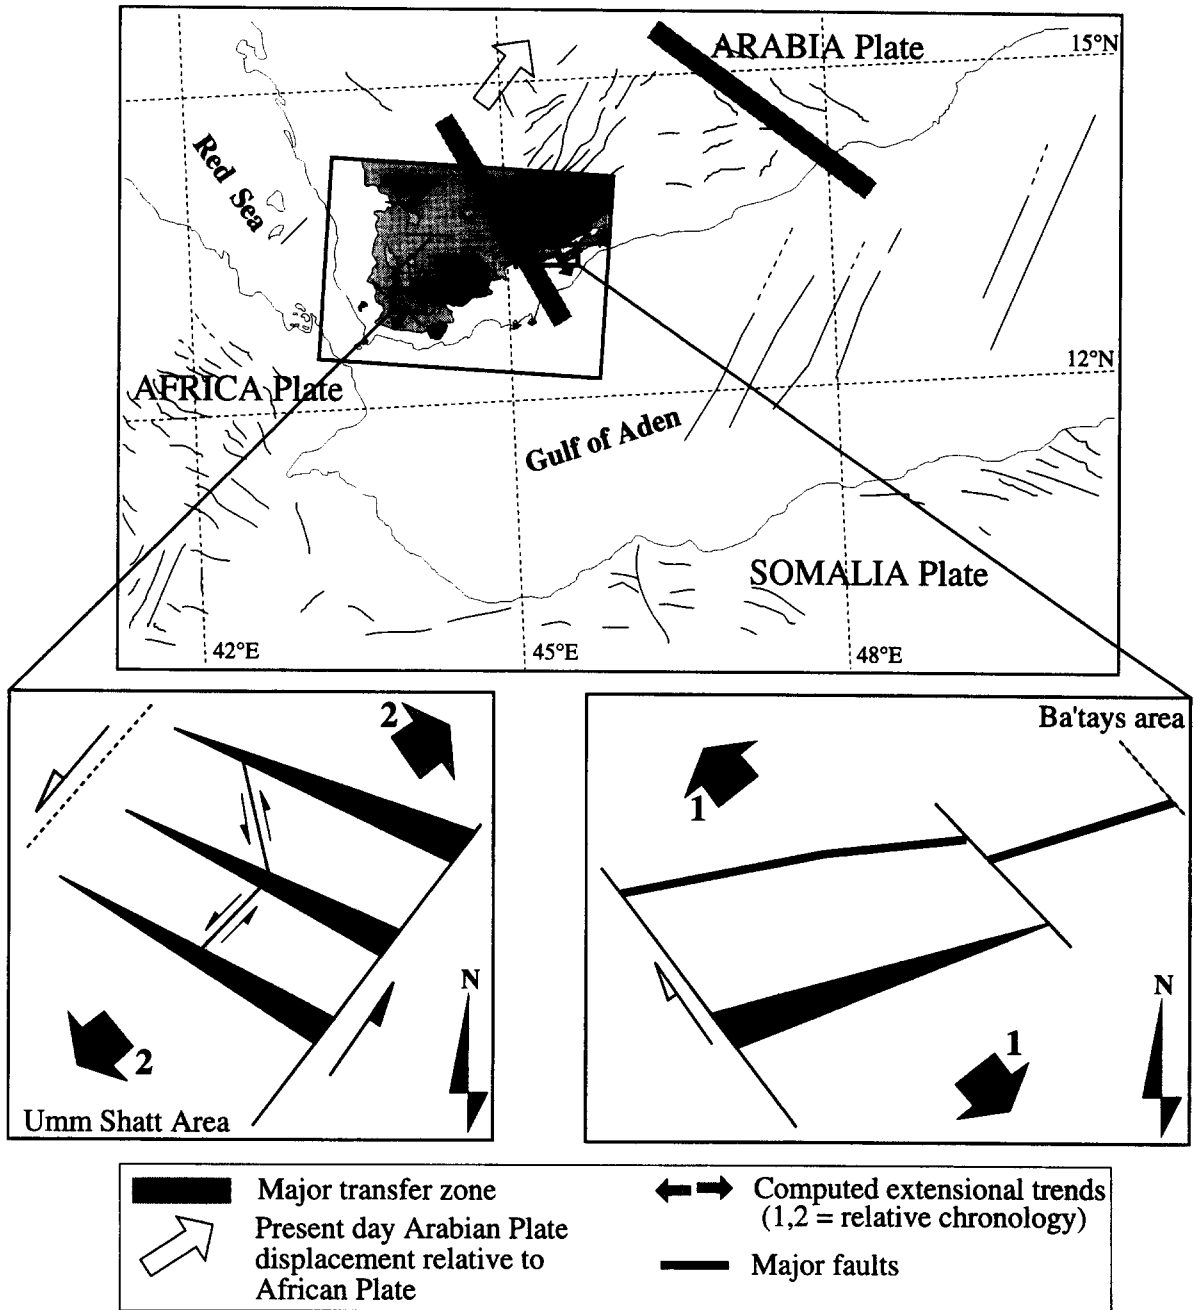 ARABIA Plate
15°N
Red Sea
12°N
AFRICA Plate
Gulf of Aden
SOMALIA Plate
42°E
45°E
48°E
2
2
N
Umm Shatt Area
Ba'tays area
1
1
N
Major transfer zone
Present day Arabian Plate
displacement relative to
African Plate
Computed extensional trends
(1,2 = relative chronology)
Major faults